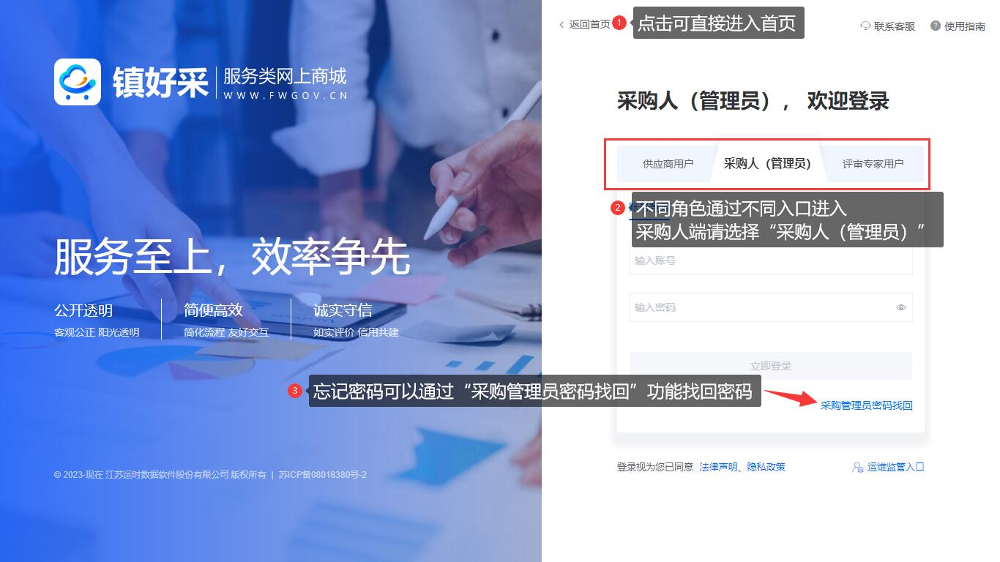 返回首页
1
点击可直接进入首页
联系客服
? 使用指南
镇好采
服务类网上商城
WWW.FWGOV.CN
采购人（管理员）， 欢迎登录
供应商用户
采购人（管理员）
评审专家用户
2
不同角色通过不同入口进入
采购人端请选择“采购人（管理员）”
输入账号
输入密码
立即登录
服务至上，效率争先
公开透明
客观公正 阳光透明
简便高效
简化流程 友好交互
诚实守信
如实评价 信用共建
3
忘记密码可以通过“采购管理员密码找回”功能找回密码
采购管理员密码找回
登录视为您已同意 法律声明、隐私政策
运维监管入口
© 2023-现在 江苏运时数据软件股份有限公司 版权所有 | 苏ICP备08018380号-2